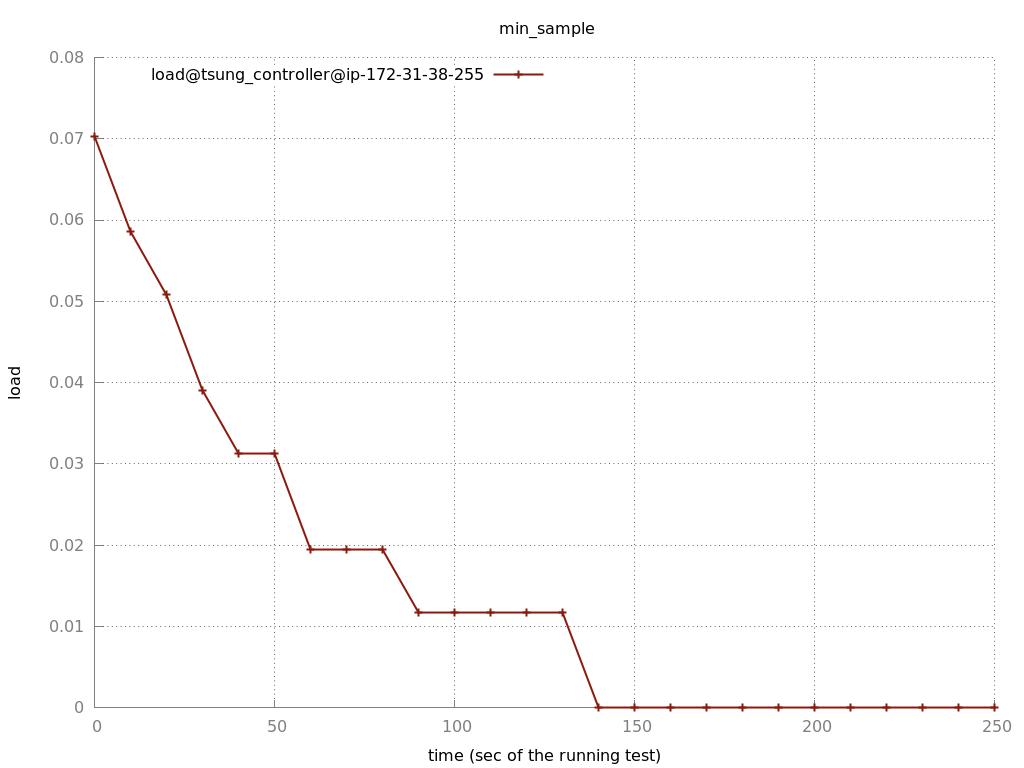 min_sample
load@tsung_controller@ip-172-31-38-255
0.08
0.07
0.06
0.05
0.04
0.03
0.02
0.01
0
load
0 50 100 150 200 250
time (sec of the running test)